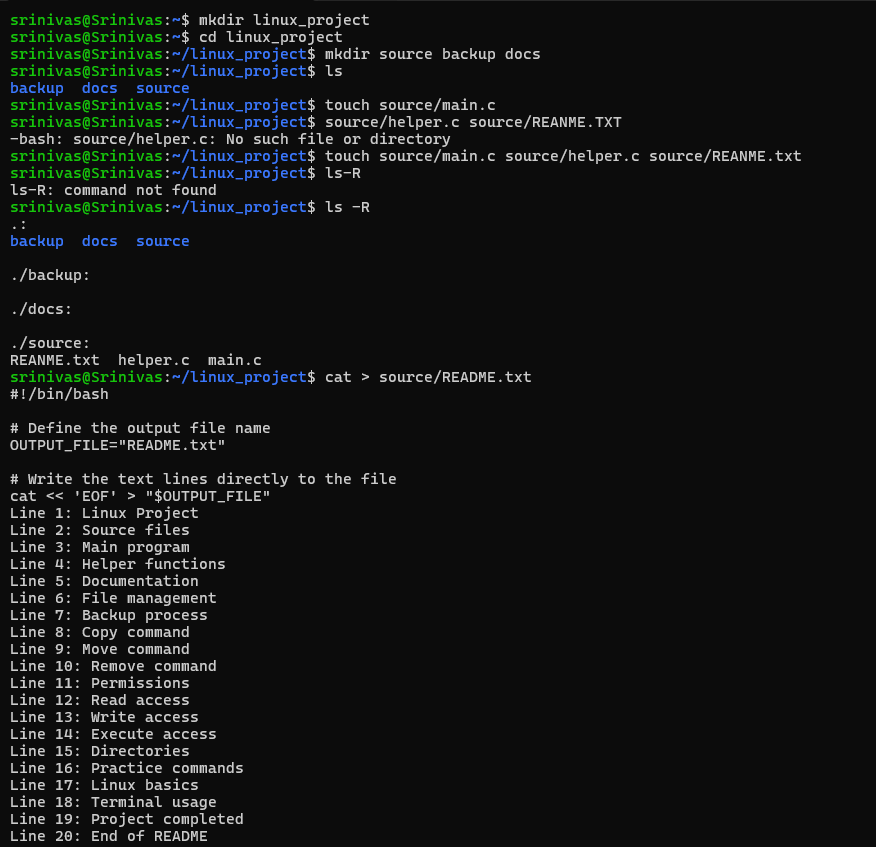 srinivas@Srinivas:~$ mkdir linux_project
srinivas@Srinivas:~$ cd linux_project
srinivas@Srinivas:~/linux_project$ mkdir source backup docs
srinivas@Srinivas:~/linux_project$ ls
backup  docs  source
srinivas@Srinivas:~/linux_project$ touch source/main.c
srinivas@Srinivas:~/linux_project$ source/helper.c source/REANME.TXT
-bash: source/helper.c: No such file or directory
srinivas@Srinivas:~/linux_project$ touch source/main.c source/helper.c source/REANME.txt
srinivas@Srinivas:~/linux_project$ ls-R
ls-R: command not found
srinivas@Srinivas:~/linux_project$ ls -R
.:
backup  docs  source

./backup:

./docs:

./source:
REANME.txt  helper.c  main.c
srinivas@Srinivas:~/linux_project$ cat > source/README.txt
#!/bin/bash

# Define the output file name
OUTPUT_FILE="README.txt"

# Write the text lines directly to the file
cat << 'EOF' > "$OUTPUT_FILE"
Line 1: Linux Project
Line 2: Source files
Line 3: Main program
Line 4: Helper functions
Line 5: Documentation
Line 6: File management
Line 7: Backup process
Line 8: Copy command
Line 9: Move command
Line 10: Remove command
Line 11: Permissions
Line 12: Read access
Line 13: Write access
Line 14: Execute access
Line 15: Directories
Line 16: Practice commands
Line 17: Linux basics
Line 18: Terminal usage
Line 19: Project completed
Line 20: End of README